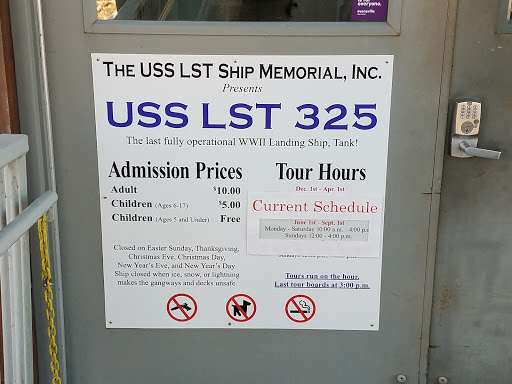 everyone.
evansville
THE USS LST SHIP MEMORIAL, INC.
Presents
USS LST 325
The last fully operational WWII Landing Ship, Tank!
Admission Prices
Adult $10.00
Children (Ages 6-17) $5.00
Children (Ages 5 and Under) Free
Closed on Easter Sunday, Thanksgiving,
Christmas Eve, Christmas Day,
New Year's Eve, and New Year's Day
Ship closed when ice, snow, or lightning
makes the gangways and decks unsafe.
Tour Hours
Dec. 1st - Apr. 1st
Current Schedule
June 1st - Sept. 1st
Monday - Saturday 10:00 a.m. - 4:00 p.m
Sundays 12:00 - 4:00 p.m.
Tours run on the hour.
Last tour boards at 3:00 p.m.